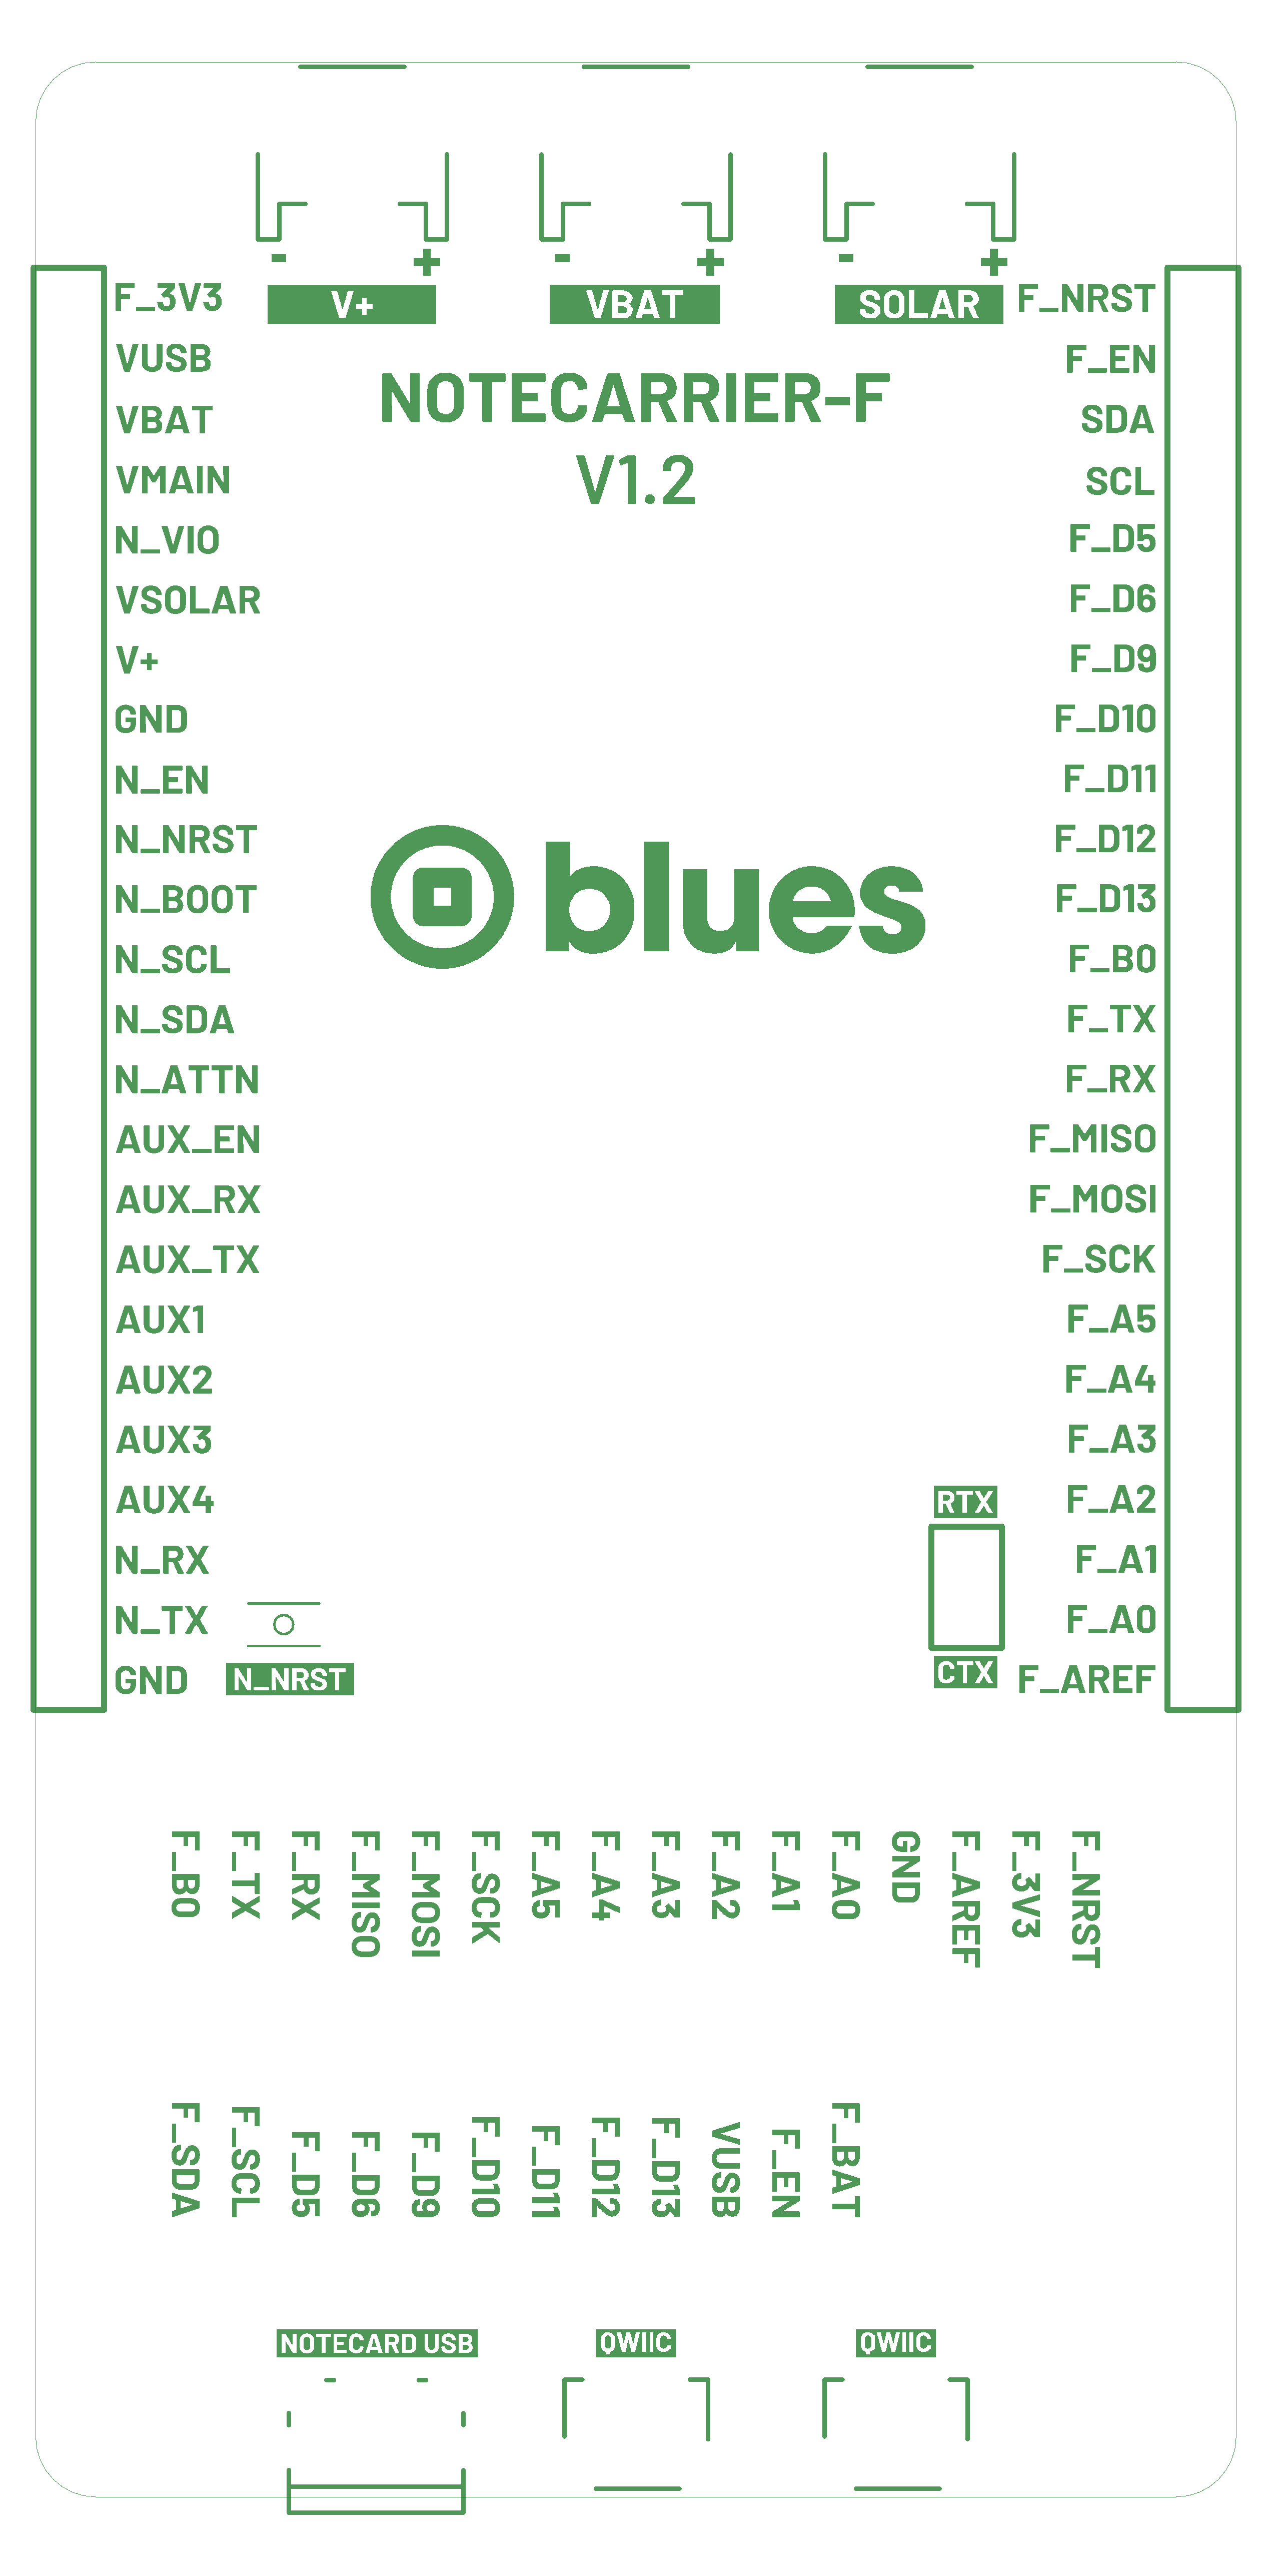 - +
- +
- +
V+
VBAT
SOLAR
NOTECARRIER-F
V1.2
F_3V3
VUSB
VBAT
VMAIN
N_VIO
VSOLAR
V+
GND
N_EN
N_NRST
N_BOOT
N_SCL
N_SDA
N_ATTN
AUX_EN
AUX_RX
AUX_TX
AUX1
AUX2
AUX3
AUX4
N_RX
N_TX
GND
blues
F_NRST
F_EN
SDA
SCL
F_D5
F_D6
F_D9
F_D10
F_D11
F_D12
F_D13
F_B0
F_TX
F_RX
F_MISO
F_MOSI
F_SCK
F_A5
F_A4
F_A3
F_A2
F_A1
F_A0
F_AREF
RTX
CTX
N_NRST
F_B0
F_TX
F_RX
F_MISO
F_MOSI
F_SCK
F_A5
F_A4
F_A3
F_A2
F_A1
F_A0
GND
F_AREF
F_3V3
F_NRST
F_SDA
F_SCL
F_D5
F_D6
F_D9
F_D10
F_D11
F_D12
F_D13
VUSB
F_EN
F_BAT
NOTECARD USB
QWIIC
QWIIC